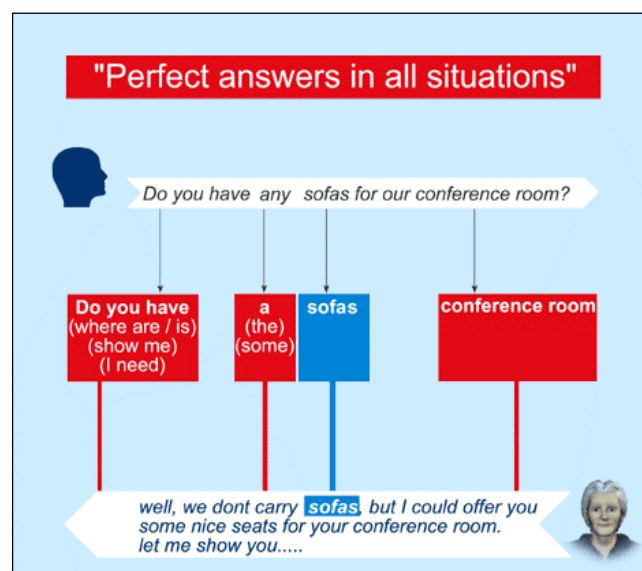 "Perfect answers in all situations"
Do you have any sofas for our conference room?
Do you have
(where are / is)
(show me)
(I need)
a
(the)
(some)
sofas
conference room
well, we dont carry sofas, but I could offer you
some nice seats for your conference room.
let me show you.....